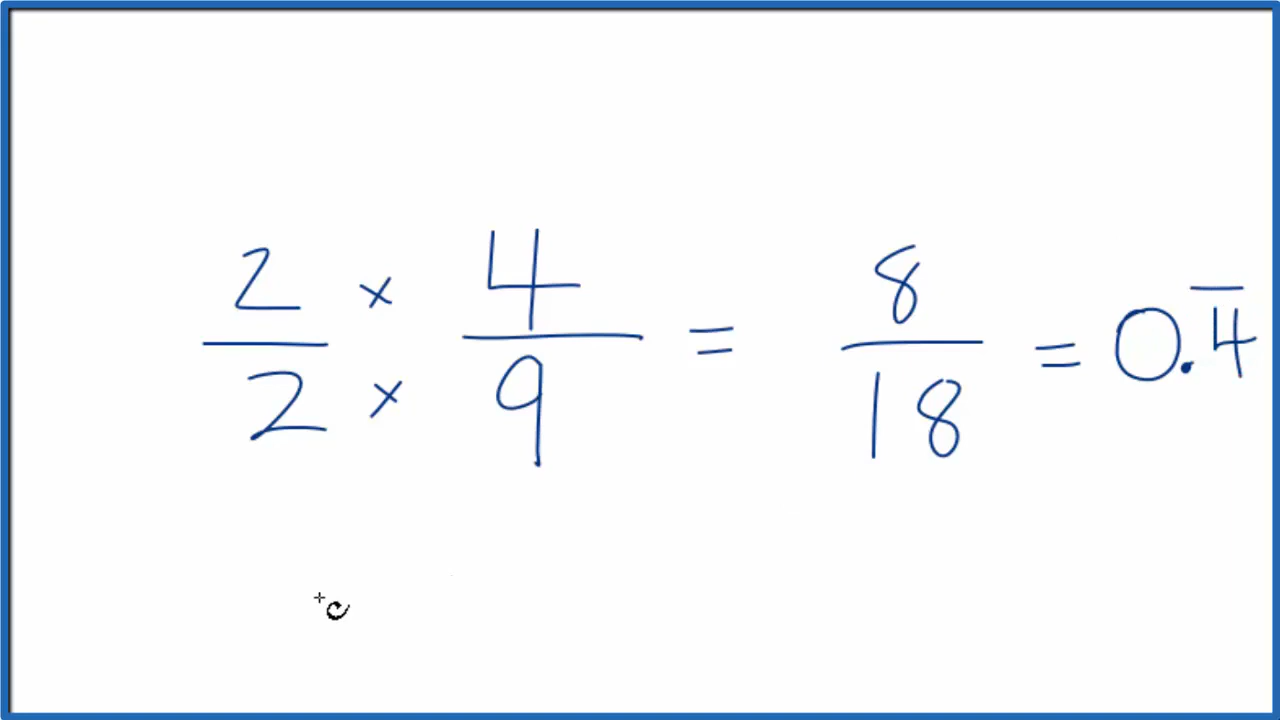 2/2 × × 4/9 = 8/18 = 0.4̅